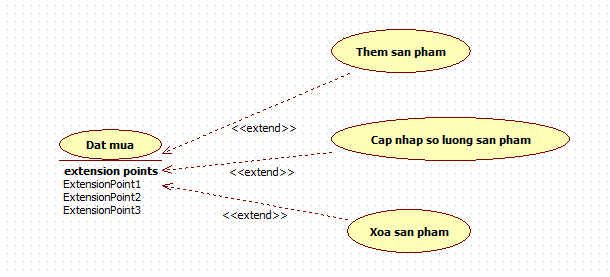 Them san pham
<<extend>>
Cap nhap so luong san pham
Dat mua
extension points
<<extend>>
ExtensionPoint1
ExtensionPoint2
ExtensionPoint3
<<extend>>
Xoa san pham